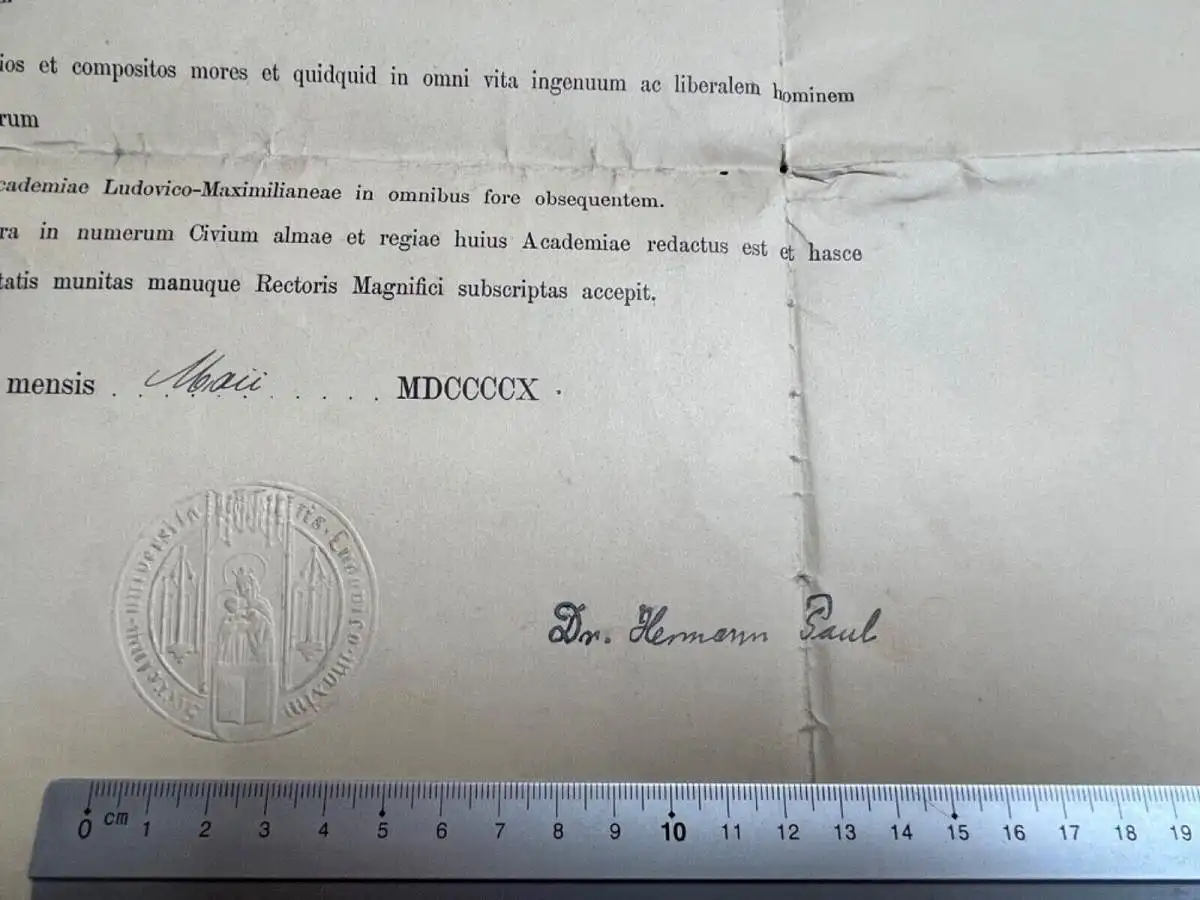 ios et compositos mores et quidquid in omni vita ingenuum ac liberalem hominem
rum
cademiae Ludovico-Maximilianeae in omnibus fore obsequentem.
ra in numerum Civium almae et regiae huius Academiae redactus est et hasce
tatis munitas manuque Rectoris Magnifici subscriptas accepit.
mensis . Maii . . . . . MDCCCCX .
Dr. Hermann Paul
0 cm 1 2 3 4 5 6 7 8 9 10 11 12 13 14 15 16 17 18 19